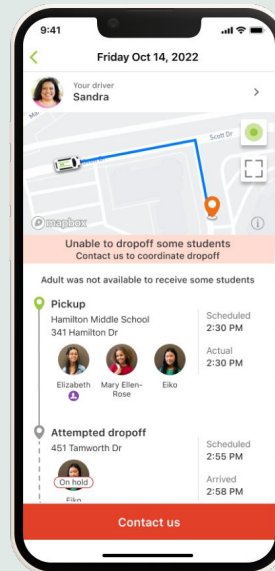 9:41
Friday Oct 14, 2022
Your driver
Sandra
Scott Dr
mapbox
Unable to dropoff some students
Contact us to coordinate dropoff
Adult was not available to receive some students
Pickup
Hamilton Middle School
341 Hamilton Dr
Scheduled
2:30 PM
Actual
2:30 PM
Elizabeth
Mary Ellen-
Rose
Eiko
Attempted dropoff
451 Tamworth Dr
Scheduled
2:55 PM
Arrived
2:58 PM
On hold
Eiko
Contact us